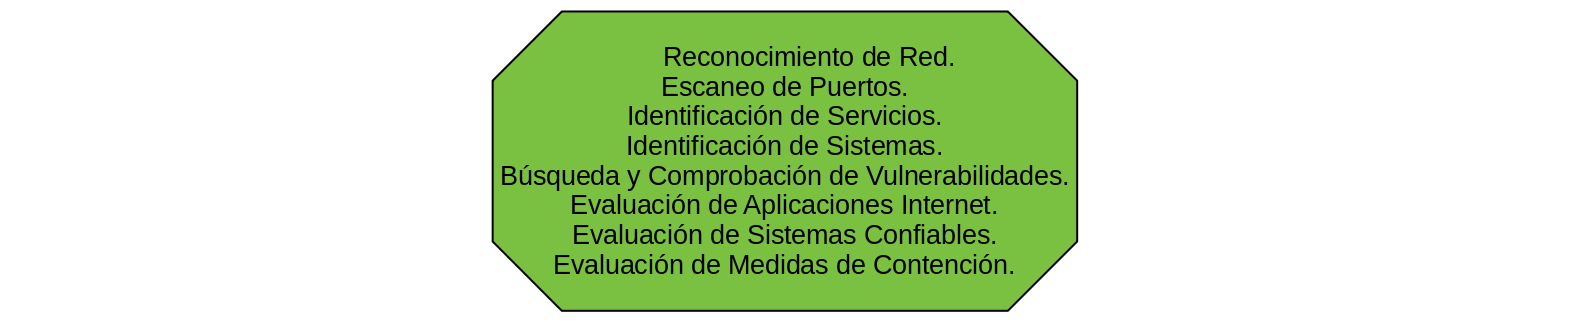 Reconocimiento de Red.
Escaneo de Puertos.
Identificación de Servicios.
Identificación de Sistemas.
Búsqueda y Comprobación de Vulnerabilidades.
Evaluación de Aplicaciones Internet.
Evaluación de Sistemas Confiables.
Evaluación de Medidas de Contención.